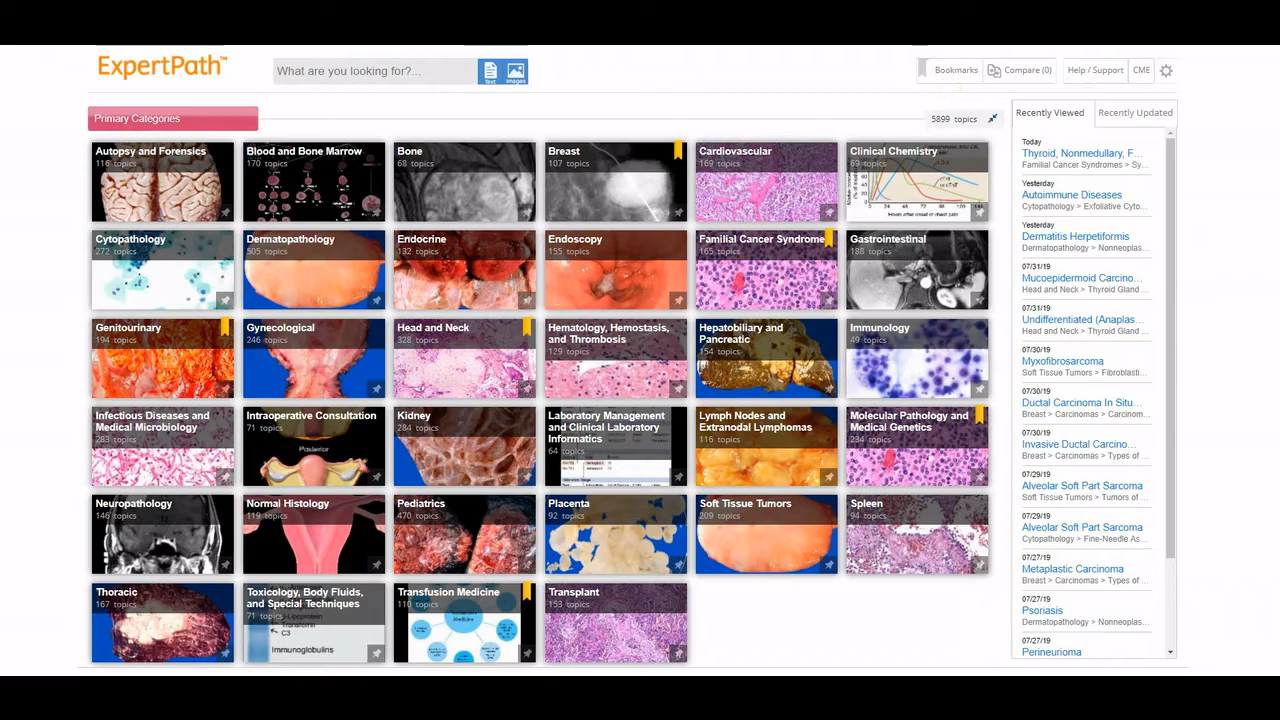 ExpertPath™
What are you looking for?...
Text
Images
Bookmarks
Compare (0)
Help / Support
CME
Primary Categories
5899 topics
Autopsy and Forensics
116 topics
Blood and Bone Marrow
170 topics
Bone
68 topics
Breast
107 topics
Cardiovascular
169 topics
Clinical Chemistry
69 topics
Hours after onset of chest pain
Cytopathology
272 topics
Dermatopathology
505 topics
Endocrine
132 topics
Endoscopy
155 topics
Familial Cancer Syndrome
165 topics
Gastrointestinal
188 topics
Genitourinary
194 topics
Gynecological
246 topics
Head and Neck
328 topics
Hematology, Hemostasis,
and Thrombosis
129 topics
Hepatobiliary and
Pancreatic
154 topics
Immunology
49 topics
Infectious Diseases and
Medical Microbiology
283 topics
Intraoperative Consultation
71 topics
Posterior
Kidney
284 topics
Laboratory Management
and Clinical Laboratory
Informatics
64 topics
Lymph Nodes and
Extranodal Lymphomas
116 topics
Molecular Pathology and
Medical Genetics
234 topics
Neuropathology
146 topics
Normal Histology
119 topics
Pediatrics
470 topics
Placenta
92 topics
Soft Tissue Tumors
209 topics
Spleen
94 topics
Thoracic
167 topics
Toxicology, Body Fluids,
and Special Techniques
71 topics
C3
Immunoglobulins
Transfusion Medicine
110 topics
Transplant
153 topics
Recently Viewed
Recently Updated
Today
Thyroid, Nonmedullary, F...
Familial Cancer Syndromes > Sy...
Yesterday
Autoimmune Diseases
Cytopathology > Exfoliative Cyto...
Yesterday
Dermatitis Herpetiformis
Dermatopathology > Nonneoplas...
07/31/19
Mucoepidermoid Carcino...
Head and Neck > Thyroid Gland ...
07/31/19
Undifferentiated (Anaplas...
Head and Neck > Thyroid Gland ...
07/30/19
Myxofibrosarcoma
Soft Tissue Tumors > Fibroblasti...
07/30/19
Ductal Carcinoma In Situ...
Breast > Carcinomas > Carcinom...
07/30/19
Invasive Ductal Carcino...
Breast > Carcinomas > Types of ...
07/29/19
Alveolar Soft Part Sarcoma
Soft Tissue Tumors > Tumors of ...
07/29/19
Alveolar Soft Part Sarcoma
Cytopathology > Fine-Needle As...
07/27/19
Metaplastic Carcinoma
Breast > Carcinomas > Types of ...
07/27/19
Psoriasis
Dermatopathology > Nonneoplas...
07/27/19
Perineurioma